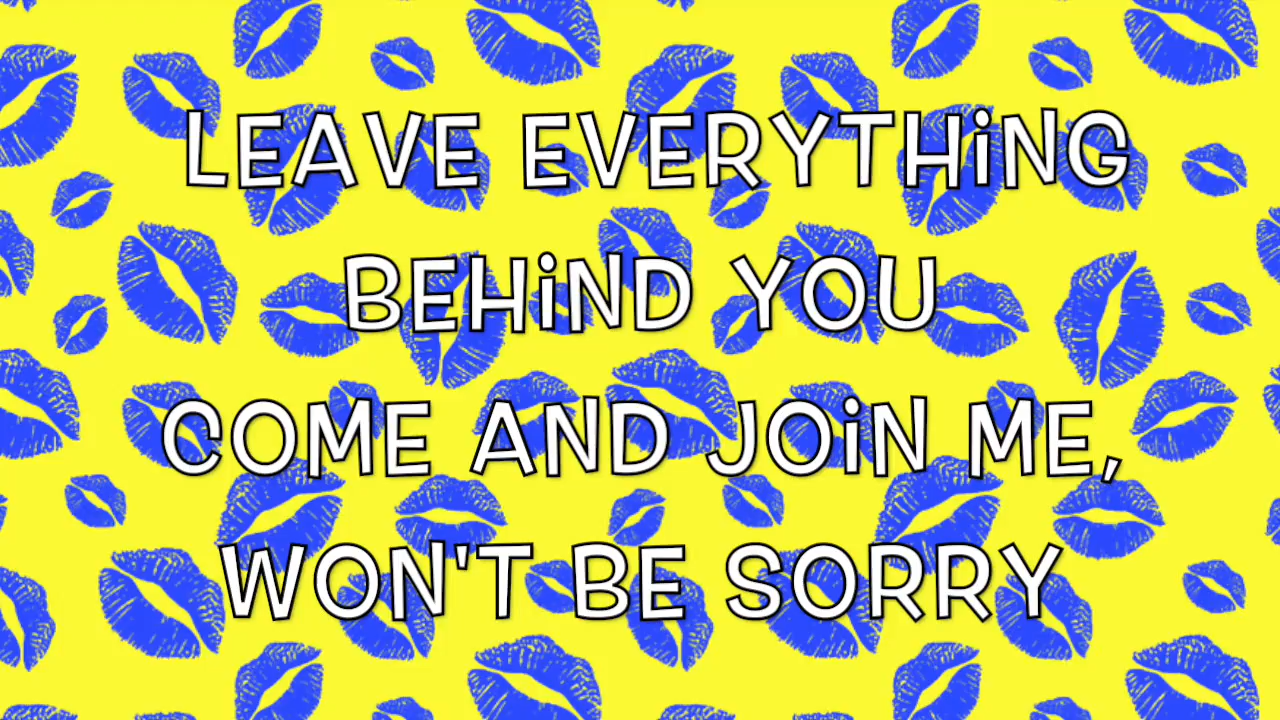 LEAVE EVERYTHiNG
BEHiND YOU
COME AND JOiN ME,
WON'T BE SORRY